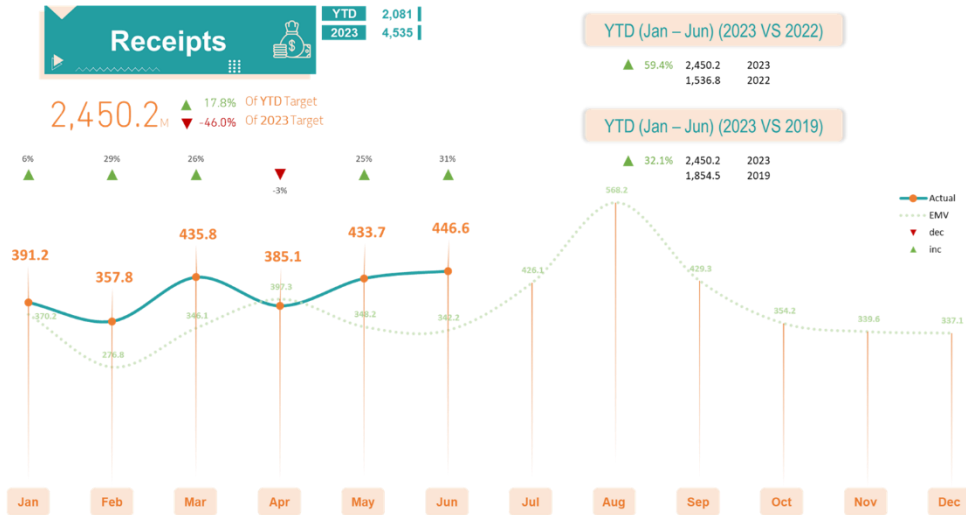 Receipts
YTD 2,081
2023 4,535
2,450.2M
17.8% Of YTD Target
-46.0% Of 2023 Target
YTD (Jan – Jun) (2023 VS 2022)
59.4% 2,450.2 2023
1,536.8 2022
YTD (Jan – Jun) (2023 VS 2019)
32.1% 2,450.2 2023
1,854.5 2019
6% 29% 26% 25% 31%
-3%
Actual
EMV
dec
inc
391.2 357.8 435.8 385.1 433.7 446.6
370.2 276.8 346.1 397.3 348.2 342.2 426.1 568.2 429.3 354.2 339.6 337.1
Jan Feb Mar Apr May Jun Jul Aug Sep Oct Nov Dec